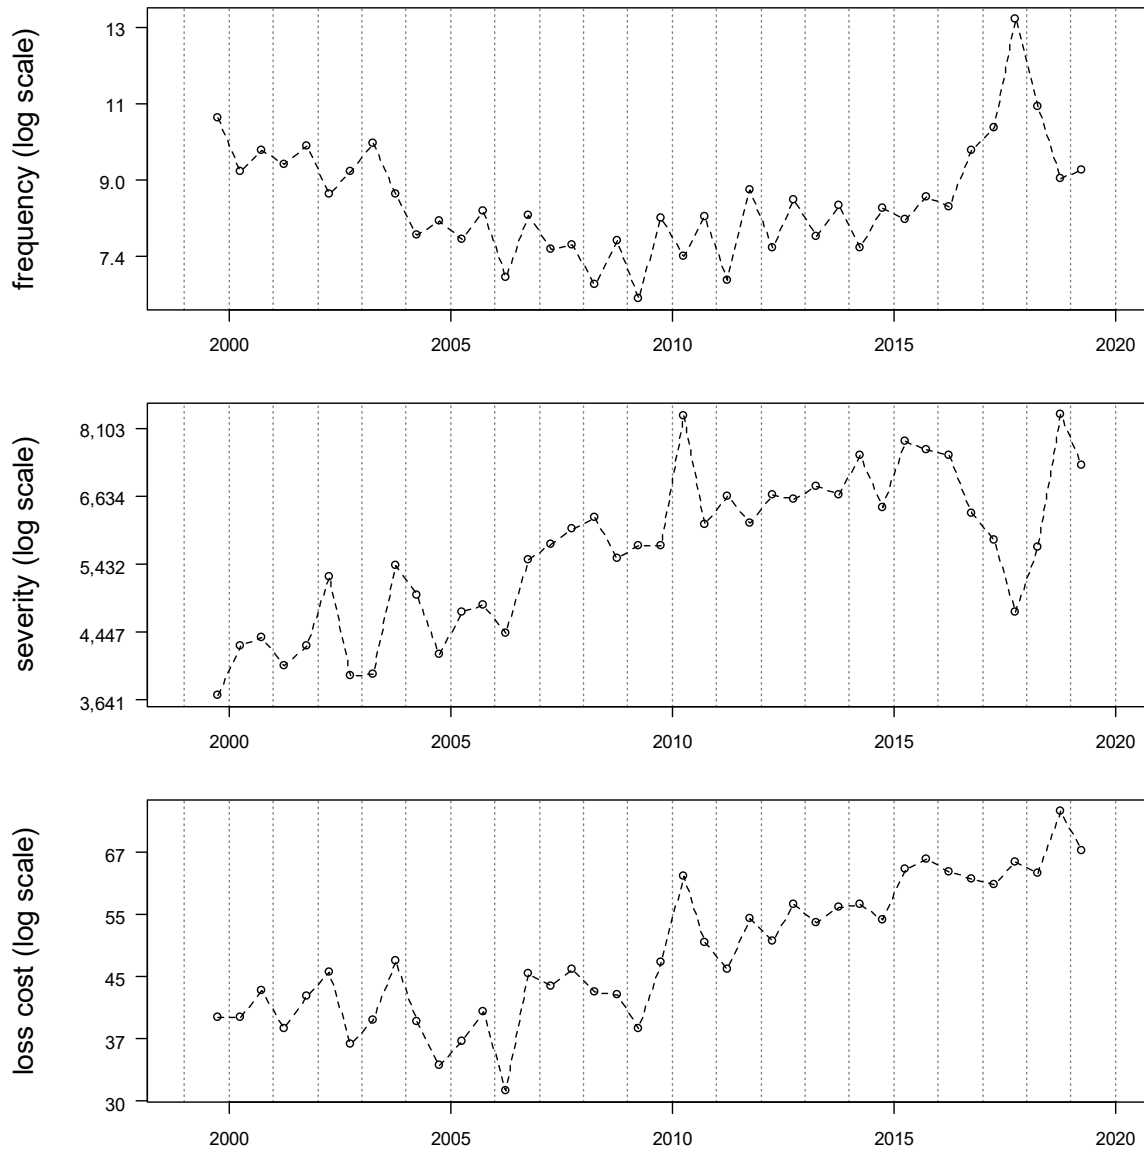 frequency (log scale)
13
11
9.0
7.4
2000 2005 2010 2015 2020
severity (log scale)
8,103
6,634
5,432
4,447
3,641
2000 2005 2010 2015 2020
loss cost (log scale)
67
55
45
37
30
2000 2005 2010 2015 2020